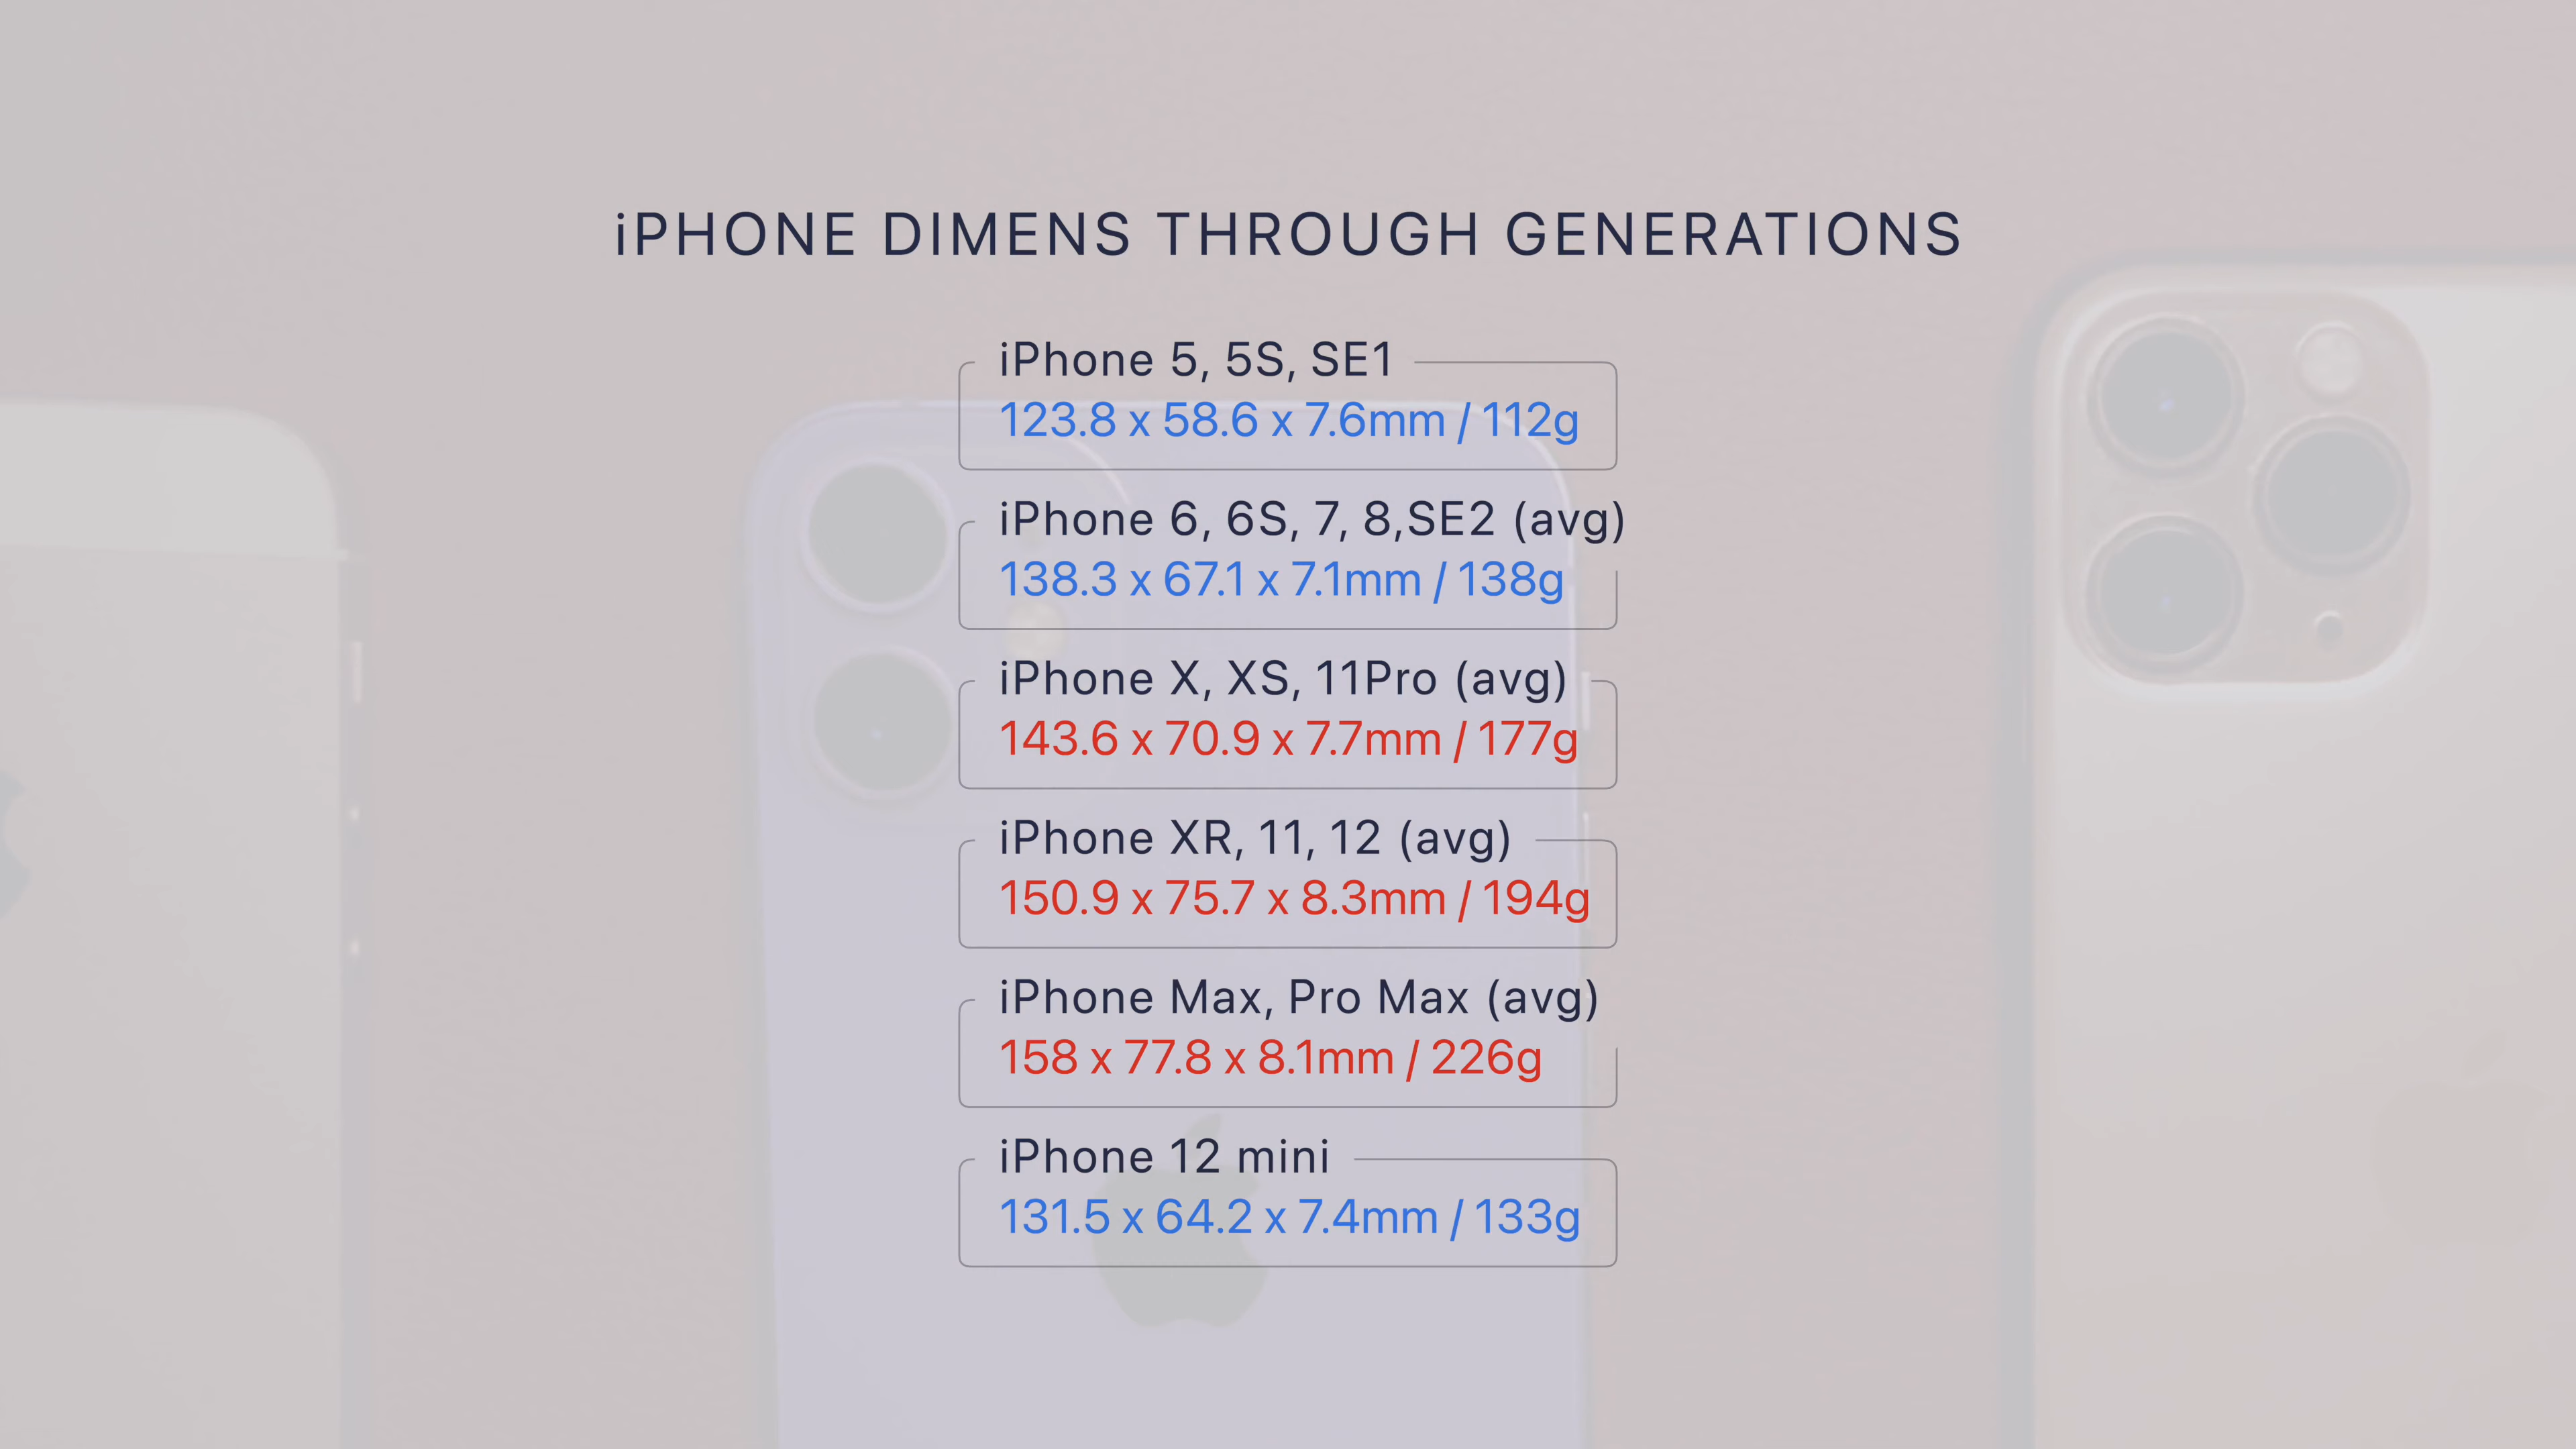 iPHONE DIMENS THROUGH GENERATIONS
iPhone 5, 5S, SE1
123.8 x 58.6 x 7.6mm / 112g
iPhone 6, 6S, 7, 8,SE2 (avg)
138.3 x 67.1 x 7.1mm / 138g
iPhone X, XS, 11Pro (avg)
143.6 x 70.9 x 7.7mm / 177g
iPhone XR, 11, 12 (avg)
150.9 x 75.7 x 8.3mm / 194g
iPhone Max, Pro Max (avg)
158 x 77.8 x 8.1mm / 226g
iPhone 12 mini
131.5 x 64.2 x 7.4mm / 133g